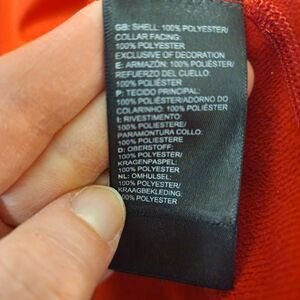 GB: SHELL: 100% POLYESTER/
COLLAR FACING:
100% POLYESTER
EXCLUSIVE OF DECORATION
E: ARMAZÓN: 100% POLIÉSTER/
REFUERZO DEL CUELLO:
100% POLIÉSTER
P: TECIDO PRINCIPAL:
100% POLIÉSTER/ADORNO DO
COLARINHO: 100% POLIÉSTER
I: RIVESTIMENTO:
100% POLIESTERE/
PARAMONTURA COLLO:
100% POLIESTERE
D: OBERSTOFF:
100% POLYESTER/
KRAGENPASPEL:
100% POLYESTER
NL: OMHULSEL:
100% POLYESTER/
KRAAGBEKLEDING:
100% POLYESTER